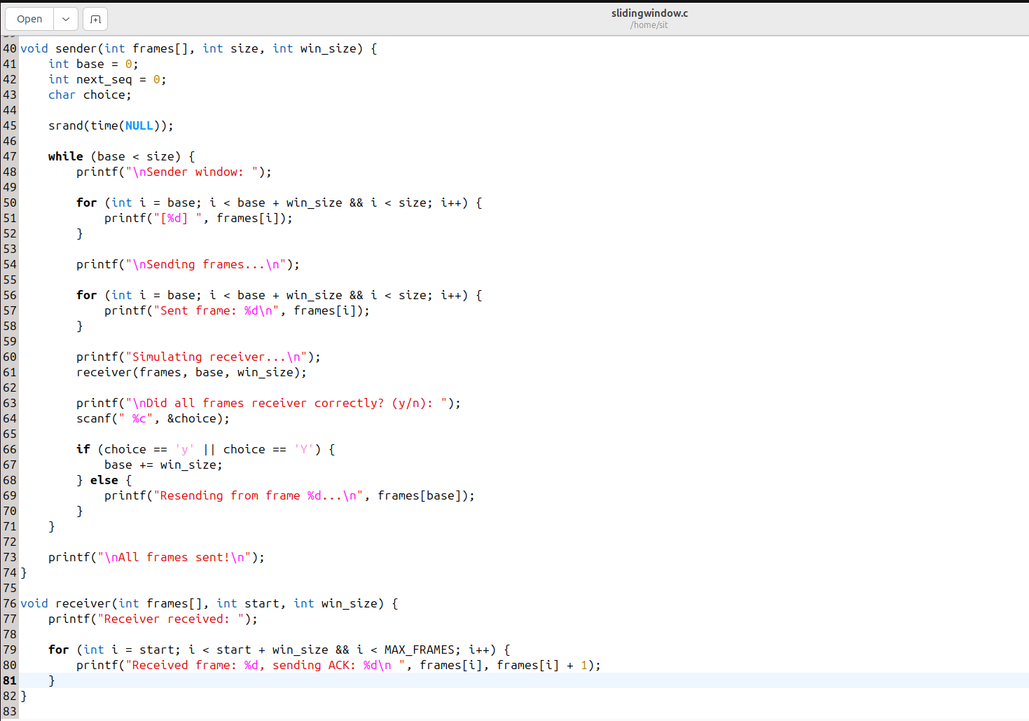 Open
slidingwindow.c
/home/sit
40 void sender(int frames[], int size, int win_size) {
41     int base = 0;
42     int next_seq = 0;
43     char choice;
44
45     srand(time(NULL));
46
47     while (base < size) {
48         printf("\nSender window: ");
49
50         for (int i = base; i < base + win_size && i < size; i++) {
51             printf("[%d] ", frames[i]);
52         }
53
54         printf("\nSending frames...\n");
55
56         for (int i = base; i < base + win_size && i < size; i++) {
57             printf("Sent frame: %d\n", frames[i]);
58         }
59
60         printf("Simulating receiver...\n");
61         receiver(frames, base, win_size);
62
63         printf("\nDid all frames receiver correctly? (y/n): ");
64         scanf(" %c", &choice);
65
66         if (choice == 'y' || choice == 'Y') {
67             base += win_size;
68         } else {
69             printf("Resending from frame %d...\n", frames[base]);
70         }
71     }
72
73     printf("\nAll frames sent!\n");
74 }
75
76 void receiver(int frames[], int start, int win_size) {
77     printf("Receiver received: ");
78
79     for (int i = start; i < start + win_size && i < MAX_FRAMES; i++) {
80         printf("Received frame: %d, sending ACK: %d\n ", frames[i], frames[i] + 1);
81     }
82 }
83